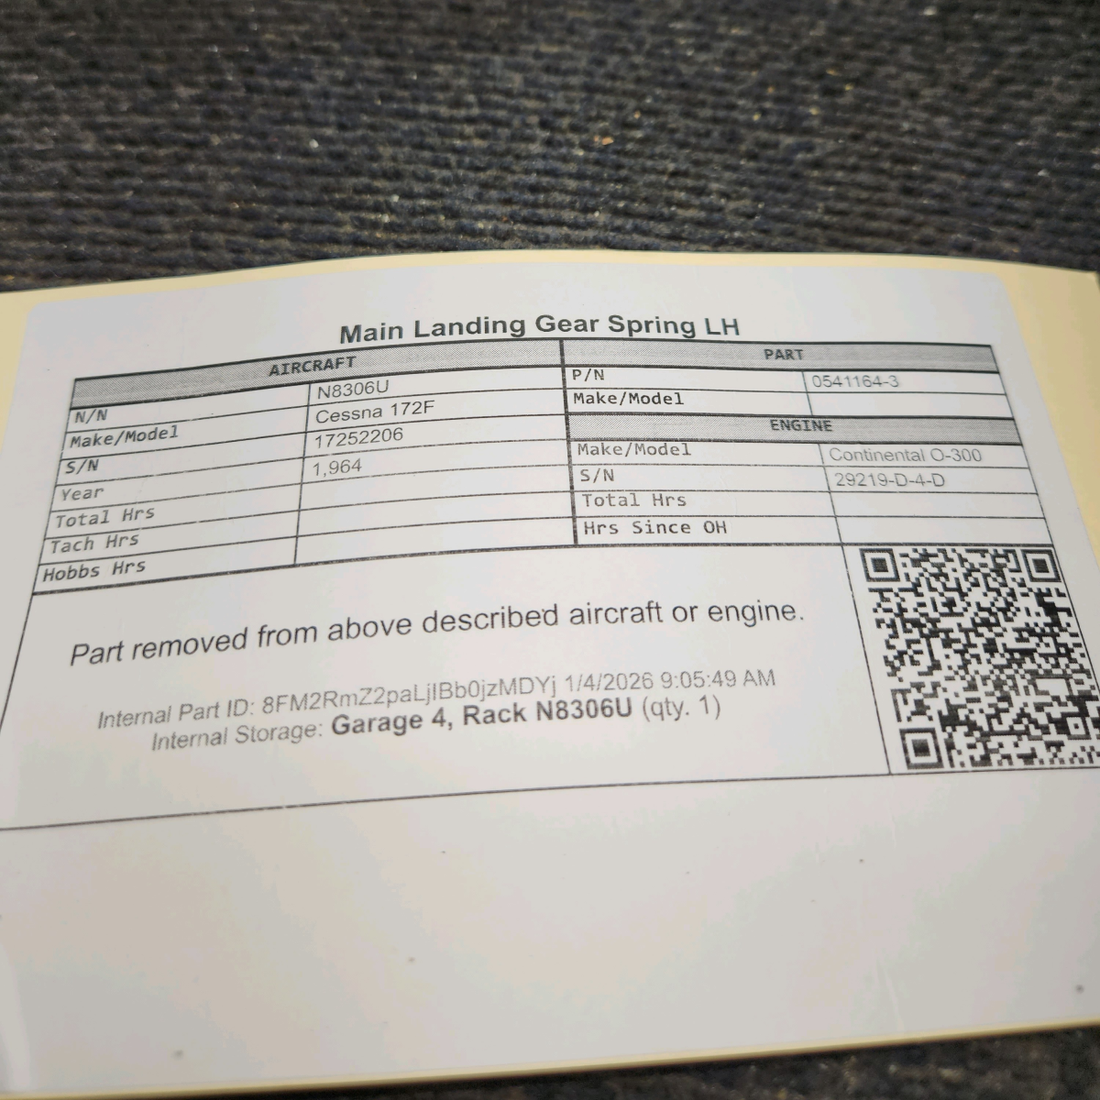 Main Landing Gear Spring LH
AIRCRAFT
N/N N8306U
Make/Model Cessna 172F
S/N 17252206
Year 1,964
Total Hrs
Tach Hrs
Hobbs Hrs
PART
P/N 0541164-3
Make/Model
ENGINE
Make/Model Continental O-300
S/N 29219-D-4-D
Total Hrs
Hrs Since OH
Part removed from above described aircraft or engine.
Internal Part ID: 8FM2RmZ2paLjIBb0jzMDYj 1/4/2026 9:05:49 AM
Internal Storage: Garage 4, Rack N8306U (qty. 1)